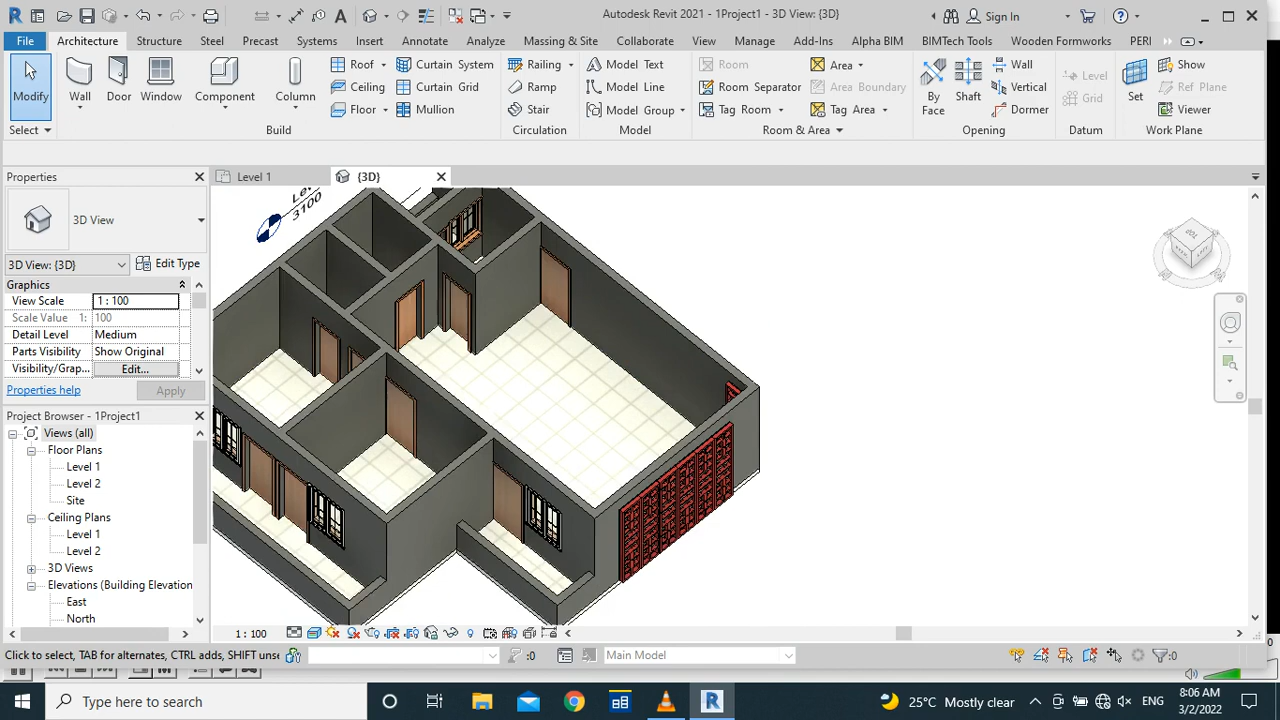 Autodesk Revit 2021 - 1Project1 - 3D View: {3D}
Sign In
File Architecture Structure Steel Precast Systems Insert Annotate Analyze Massing & Site Collaborate View Manage Add-Ins Alpha BIM BIMTech Tools Wooden Formworks PERI
Modify Wall Door Window Component Column
Roof Curtain System
Ceiling Curtain Grid
Floor Mullion
Railing
Ramp
Stair
Model Text
Model Line
Model Group
Room Area
Room Separator Area Boundary
Tag Room Tag Area
By Face Shaft
Wall
Vertical
Dormer
Level
Grid
Set
Show
Ref Plane
Viewer
Select Build Circulation Model Room & Area Opening Datum Work Plane
Properties
Level 1 {3D}
3D View
3D View: {3D} Edit Type
Graphics
View Scale 1 : 100
Scale Value 1: 100
Detail Level Medium
Parts Visibility Show Original
Visibility/Grap... Edit...
Properties help Apply
Project Browser - 1Project1
Views (all)
Floor Plans
Level 1
Level 2
Site
Ceiling Plans
Level 1
Level 2
3D Views
Elevations (Building Elevation
East
North
3100
1 : 100
Click to select, TAB for alternates, CTRL adds, SHIFT unse
:0 Main Model :0
Type here to search
25°C Mostly clear
ENG
8:06 AM
3/2/2022